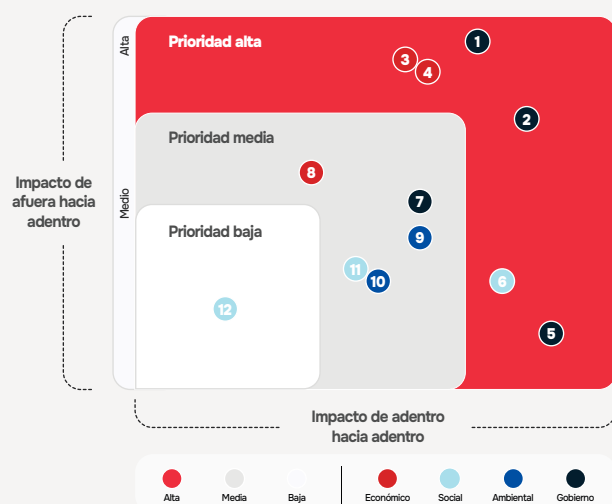 Alta
Prioridad alta
1
3
4
2
Prioridad media
8
Impacto de
afuera hacia
adentro
Medio
7
Prioridad baja
9
11
10
6
12
5
Impacto de adentro
hacia adentro
Alta
Media
Baja
Económico
Social
Ambiental
Gobierno